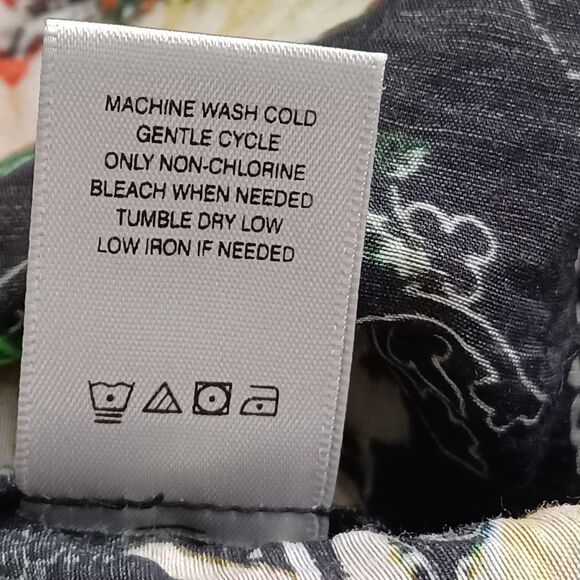 MACHINE WASH COLD
GENTLE CYCLE
ONLY NON-CHLORINE
BLEACH WHEN NEEDED
TUMBLE DRY LOW
LOW IRON IF NEEDED